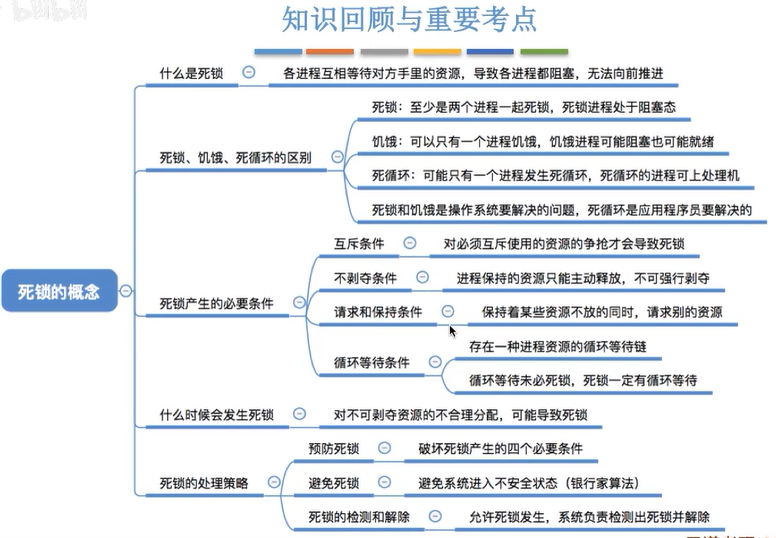 bilibili
知识回顾与重要考点
什么是死锁
各进程互相等待对方手里的资源，导致各进程都阻塞，无法向前推进
死锁、饥饿、死循环的区别
死锁：至少是两个进程一起死锁，死锁进程处于阻塞态
饥饿：可以只有一个进程饥饿，饥饿进程可能阻塞也可能就绪
死循环：可能只有一个进程发生死循环，死循环的进程可上处理机
死锁和饥饿是操作系统要解决的问题，死循环是应用程序员要解决的
死锁的概念
死锁产生的必要条件
互斥条件
对必须互斥使用的资源的争抢才会导致死锁
不剥夺条件
进程保持的资源只能主动释放，不可强行剥夺
请求和保持条件
保持着某些资源不放的同时，请求别的资源
循环等待条件
存在一种进程资源的循环等待链
循环等待未必死锁，死锁一定有循环等待
什么时候会发生死锁
对不可剥夺资源的不合理分配，可能导致死锁
死锁的处理策略
预防死锁
破坏死锁产生的四个必要条件
避免死锁
避免系统进入不安全状态（银行家算法）
死锁的检测和解除
允许死锁发生，系统负责检测出死锁并解除